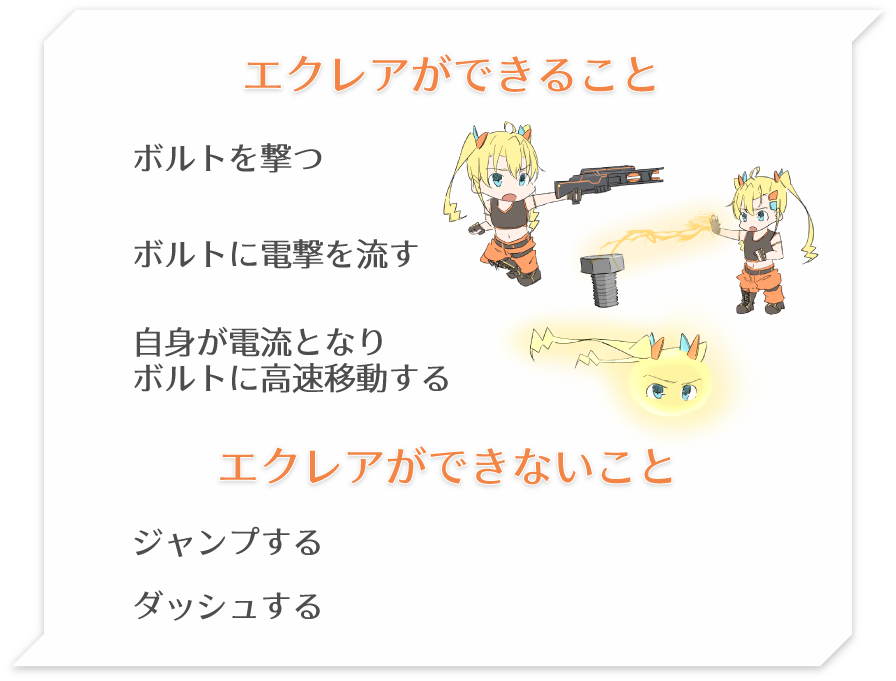 エクレアができること
ボルトを撃つ
ボルトに電撃を流す
自身が電流となり
ボルトに高速移動する
エクレアができないこと
ジャンプする
ダッシュする